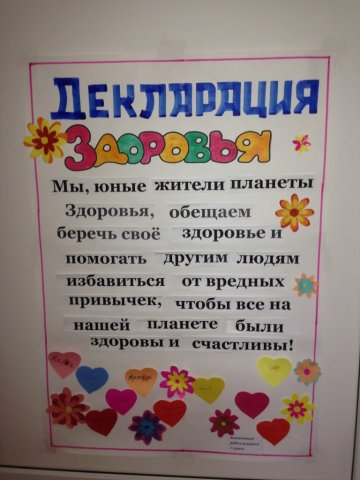 ДЕКЛАРАЦИЯ
ЗДОРОВЬЯ
Мы, юные жители планеты
Здоровья, обещаем
беречь своё здоровье и
помогать другим людям
избавиться от вредных
привычек, чтобы все на
нашей планете были
здоровы и счастливы!